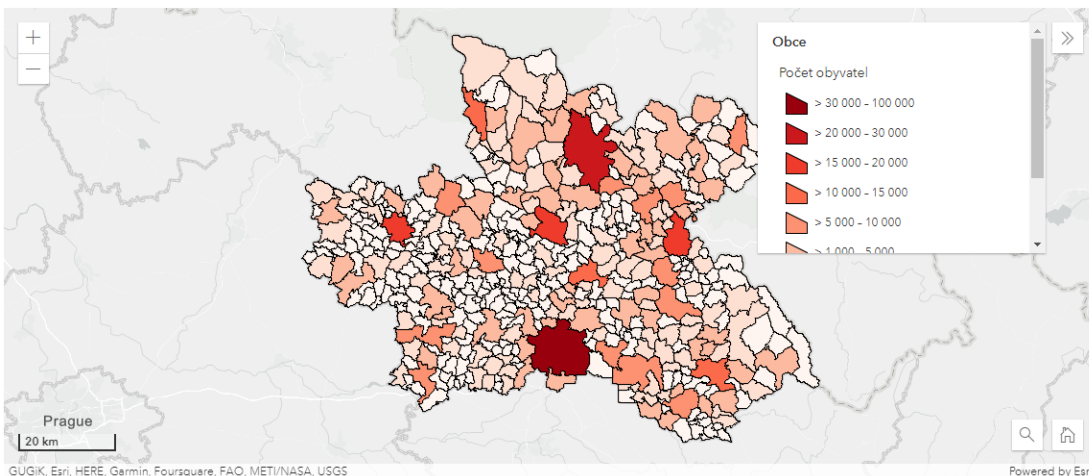 +
−
Obce
Počet obyvatel
> 30 000 - 100 000
> 20 000 - 30 000
> 15 000 - 20 000
> 10 000 - 15 000
> 5 000 - 10 000
> 1 000 - 5 000
Prague
20 km
GUGiK, Esri, HERE, Garmin, Foursquare, FAO, METI/NASA, USGS
Powered by Esri